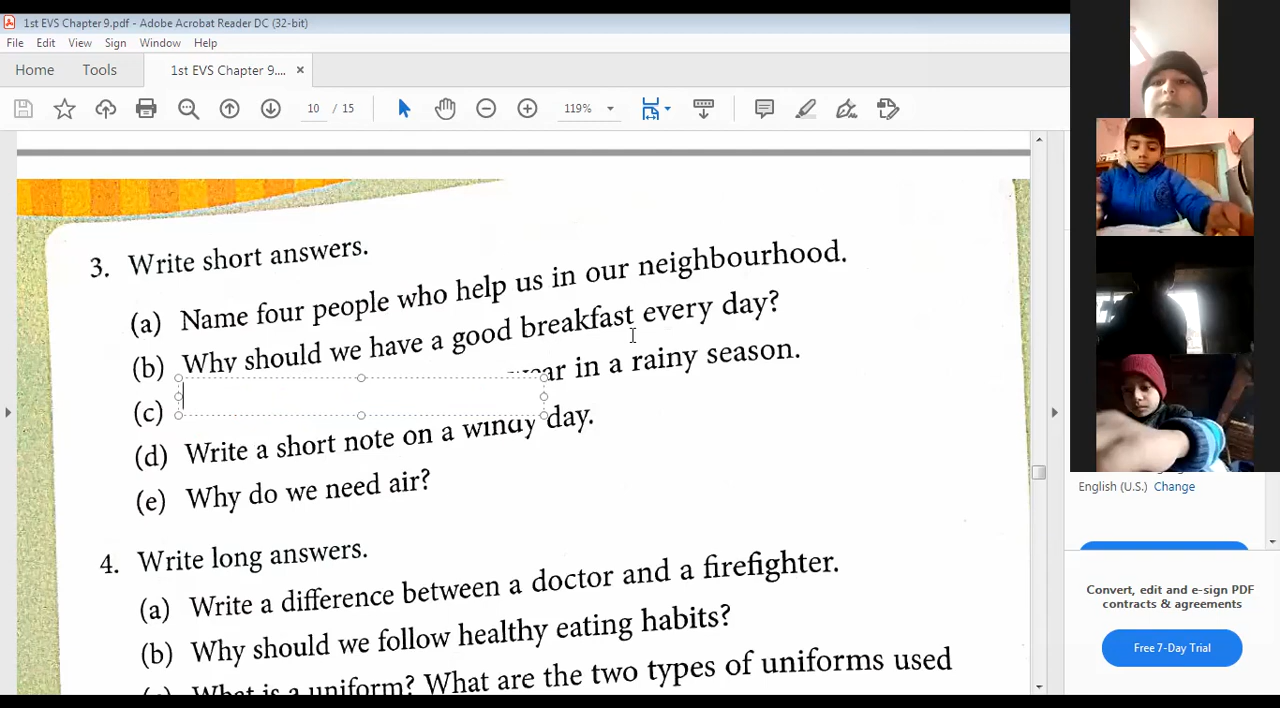 1st EVS Chapter 9.pdf - Adobe Acrobat Reader DC (32-bit)
File Edit View Sign Window Help
Home Tools 1st EVS Chapter 9.... ×
10 / 15 119%
3. Write short answers.
(a) Name four people who help us in our neighbourhood.
(b) Why should we have a good breakfast every day?
(c) wear in a rainy season.
(d) Write a short note on a windy day.
(e) Why do we need air?
4. Write long answers.
(a) Write a difference between a doctor and a firefighter.
(b) Why should we follow healthy eating habits?
What is a uniform? What are the two types of uniforms used
English (U.S.) Change
Convert, edit and e-sign PDF
contracts & agreements
Free 7-Day Trial